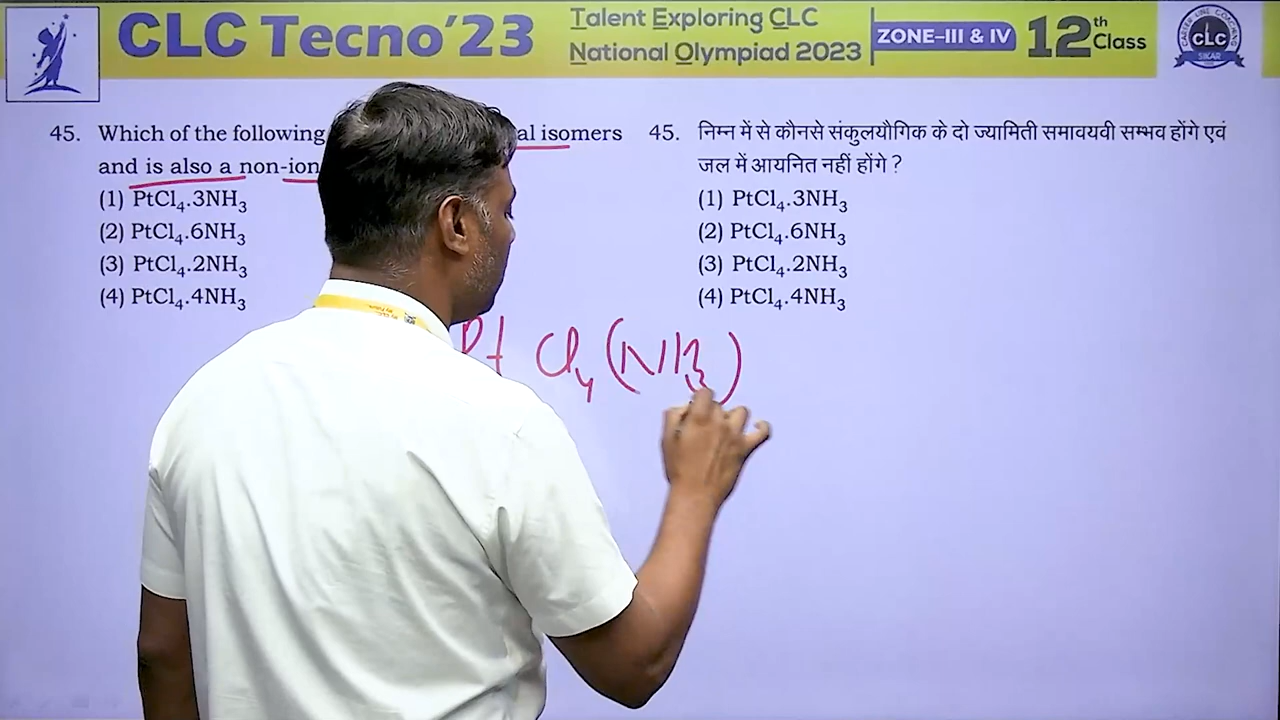 CLC Tecno'23
Talent Exploring CLC
National Olympiad 2023
ZONE–III & IV
12th Class
CLC
SIKAR
45. Which of the following al isomers
and is also a non-ion
(1) PtCl₄.3NH₃
(2) PtCl₄.6NH₃
(3) PtCl₄.2NH₃
(4) PtCl₄.4NH₃
45. निम्न में से कौनसे संकुलयौगिक के दो ज्यामिती समावयवी सम्भव होंगे एवं
जल में आयनित नहीं होंगे ?
(1) PtCl₄.3NH₃
(2) PtCl₄.6NH₃
(3) PtCl₄.2NH₃
(4) PtCl₄.4NH₃
Pt Cl₄ (NH₃)